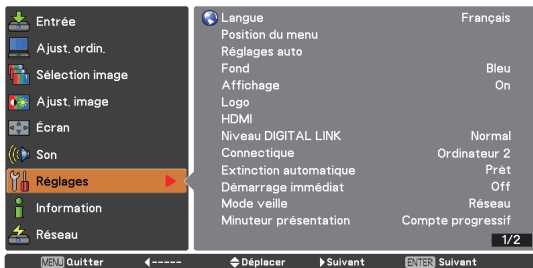 Entrée
Ajust. ordin.
Sélection image
Ajust. image
Écran
Son
Réglages
Information
Réseau
Langue Français
Position du menu
Réglages auto
Fond Bleu
Affichage On
Logo
HDMI
Niveau DIGITAL LINK Normal
Connectique Ordinateur 2
Extinction automatique Prêt
Démarrage immédiat Off
Mode veille Réseau
Minuteur présentation Compte progressif
1/2
MENU Quitter ◀----- Déplacer ▶Suivant ENTER Suivant